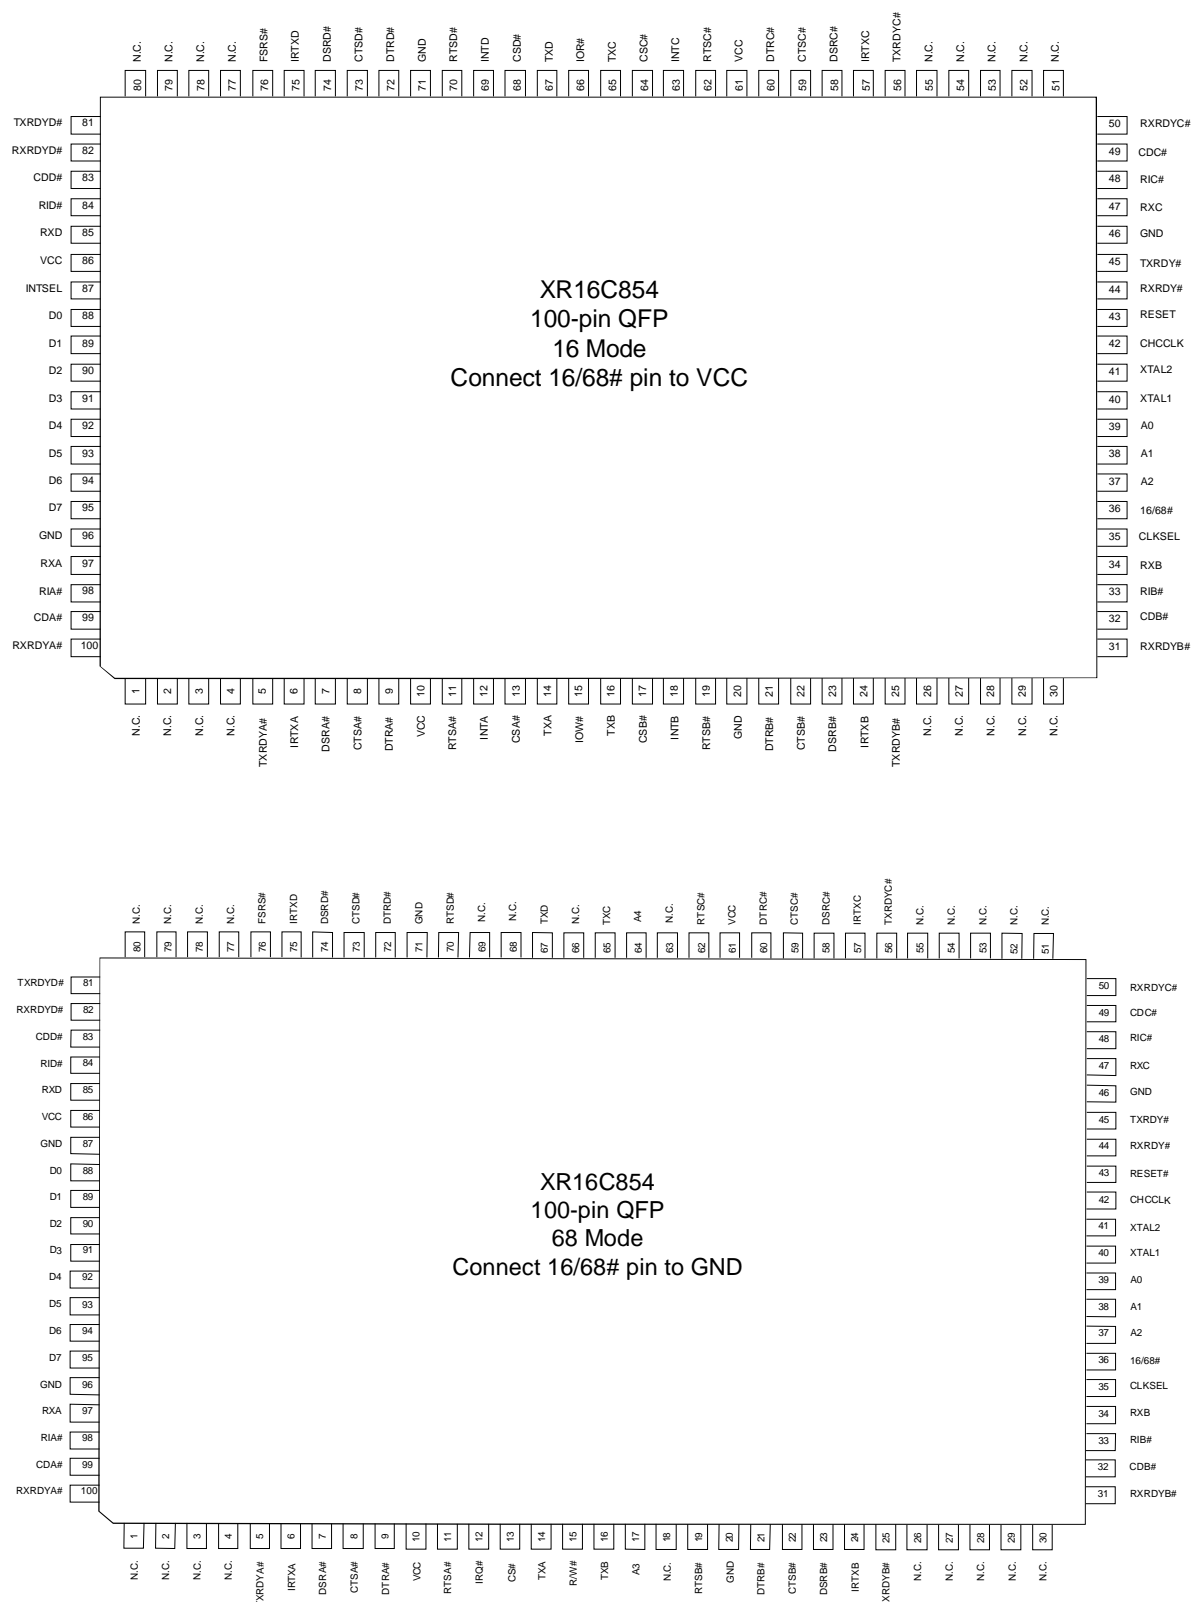 N.C. N.C. N.C. N.C. FSRS# IRTXD DSRD# CTSD# DTRD# GND RTSD# INTD CSD# TXD IOR# TXC CSC# INTC RTSC# VCC DTRC# CTSC# DSRC# IRTXC TXRDYC# N.C. N.C. N.C. N.C. N.C.
80 79 78 77 76 75 74 73 72 71 70 69 68 67 66 65 64 63 62 61 60 59 58 57 56 55 54 53 52 51
TXRDYD# 81 50 RXRDYC#
RXRDYD# 82 49 CDC#
CDD# 83 48 RIC#
RID# 84 47 RXC
RXD 85 46 GND
VCC 86 45 TXRDY#
INTSEL 87 44 RXRDY#
D0 88 43 RESET
D1 89 42 CHCCLK
D2 90 41 XTAL2
D3 91 40 XTAL1
D4 92 39 A0
D5 93 38 A1
D6 94 37 A2
D7 95 36 16/68#
GND 96 35 CLKSEL
RXA 97 34 RXB
RIA# 98 33 RIB#
CDA# 99 32 CDB#
RXRDYA# 100 31 RXRDYB#
XR16C854
100-pin QFP
16 Mode
Connect 16/68# pin to VCC
1 2 3 4 5 6 7 8 9 10 11 12 13 14 15 16 17 18 19 20 21 22 23 24 25 26 27 28 29 30
N.C. N.C. N.C. N.C. TXRDYA# IRTXA DSRA# CTSA# DTRA# VCC RTSA# INTA CSA# TXA IOW# TXB CSB# INTB RTSB# GND DTRB# CTSB# DSRB# IRTXB TXRDYB# N.C. N.C. N.C. N.C. N.C.
N.C. N.C. N.C. N.C. FSRS# IRTXD DSRD# CTSD# DTRD# GND RTSD# N.C. N.C. TXD N.C. TXC A4 N.C. RTSC# VCC DTRC# CTSC# DSRC# IRTXC TXRDYC# N.C. N.C. N.C. N.C. N.C.
80 79 78 77 76 75 74 73 72 71 70 69 68 67 66 65 64 63 62 61 60 59 58 57 56 55 54 53 52 51
TXRDYD# 81 50 RXRDYC#
RXRDYD# 82 49 CDC#
CDD# 83 48 RIC#
RID# 84 47 RXC
RXD 85 46 GND
VCC 86 45 TXRDY#
GND 87 44 RXRDY#
D0 88 43 RESET#
D1 89 42 CHCCLK
D2 90 41 XTAL2
D3 91 40 XTAL1
D4 92 39 A0
D5 93 38 A1
D6 94 37 A2
D7 95 36 16/68#
GND 96 35 CLKSEL
RXA 97 34 RXB
RIA# 98 33 RIB#
CDA# 99 32 CDB#
RXRDYA# 100 31 RXRDYB#
XR16C854
100-pin QFP
68 Mode
Connect 16/68# pin to GND
1 2 3 4 5 6 7 8 9 10 11 12 13 14 15 16 17 18 19 20 21 22 23 24 25 26 27 28 29 30
N.C. N.C. N.C. N.C. XRDYA# IRTXA DSRA# CTSA# DTRA# VCC RTSA# IRQ# CS# TXA R/W# TXB A3 N.C. RTSB# GND DTRB# CTSB# DSRB# IRTXB XRDYB# N.C. N.C. N.C. N.C. N.C.